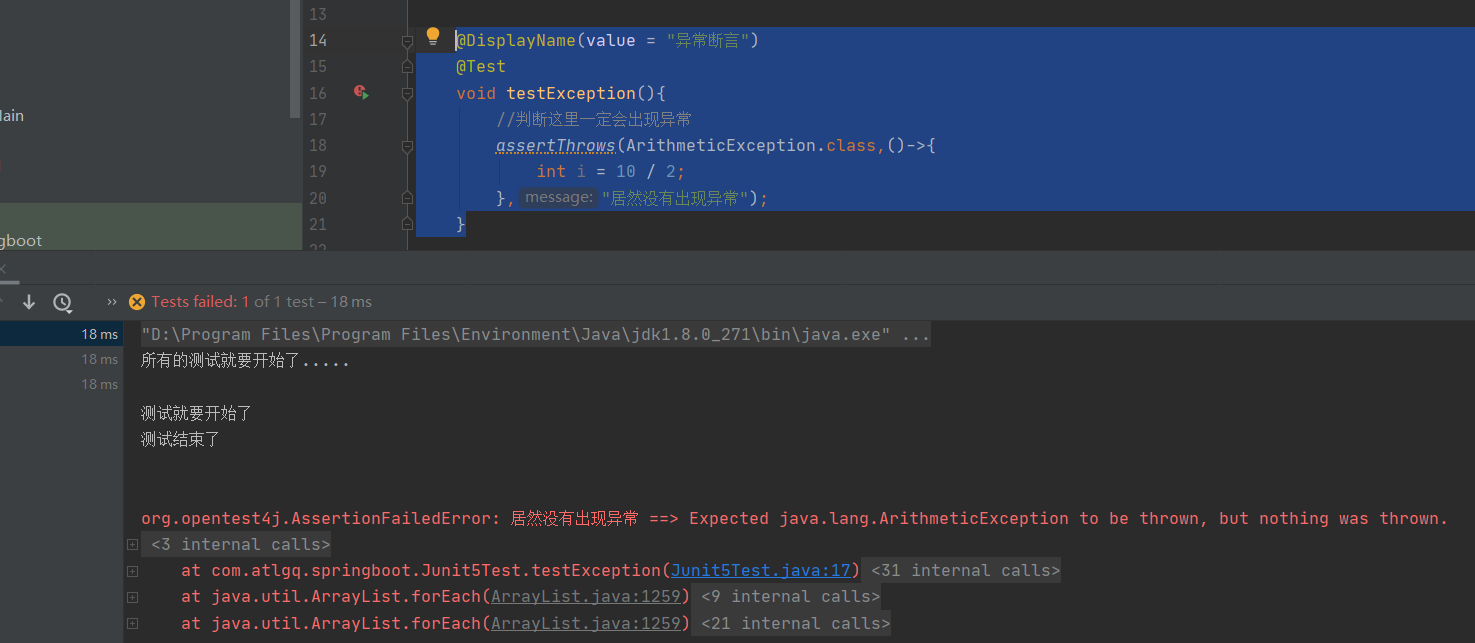 13
14 @DisplayName(value = "异常断言")
15 @Test
16 void testException(){
17 //判断这里一定会出现异常
18 assertThrows(ArithmeticException.class,()->{
19 int i = 10 / 2;
20 }, message: "居然没有出现异常");
21 }
22
gboot
Tests failed: 1 of 1 test – 18 ms
18 ms
18 ms
18 ms
"D:\Program Files\Program Files\Environment\Java\jdk1.8.0_271\bin\java.exe" ...
所有的测试就要开始了.....
测试就要开始了
测试结束了
org.opentest4j.AssertionFailedError: 居然没有出现异常 ==> Expected java.lang.ArithmeticException to be thrown, but nothing was thrown.
<3 internal calls>
at com.atlgq.springboot.Junit5Test.testException(Junit5Test.java:17) <31 internal calls>
at java.util.ArrayList.forEach(ArrayList.java:1259) <9 internal calls>
at java.util.ArrayList.forEach(ArrayList.java:1259) <21 internal calls>